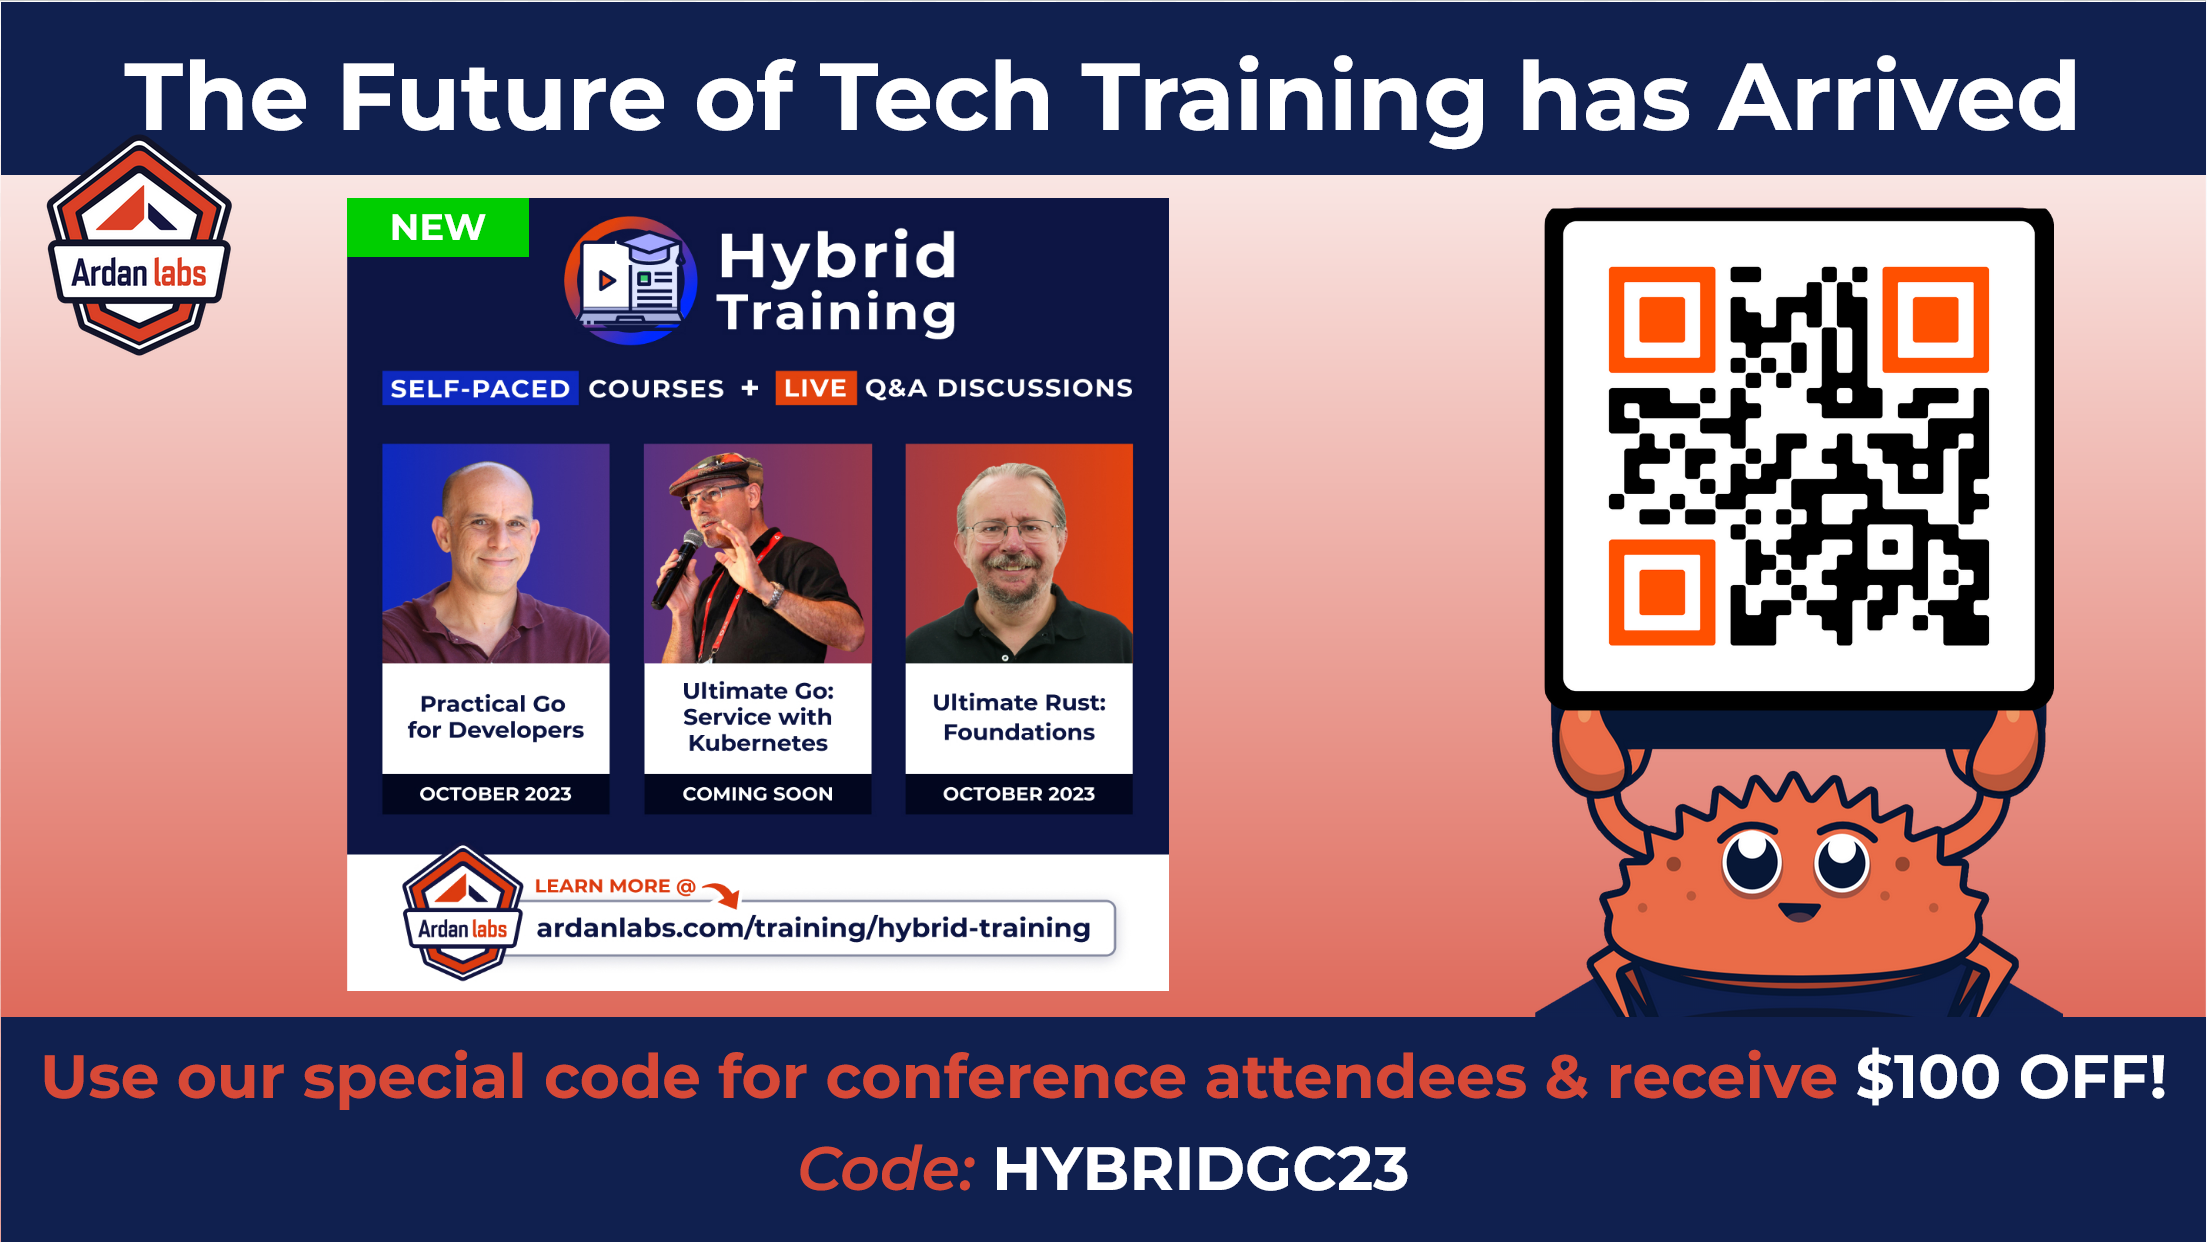 The Future of Tech Training has Arrived
Ardan labs
NEW
Hybrid
Training
SELF-PACED COURSES + LIVE Q&A DISCUSSIONS
Practical Go
for Developers
OCTOBER 2023
Ultimate Go:
Service with
Kubernetes
COMING SOON
Ultimate Rust:
Foundations
OCTOBER 2023
Ardan labs
LEARN MORE @
ardanlabs.com/training/hybrid-training
Use our special code for conference attendees & receive $100 OFF!
Code: HYBRIDGC23